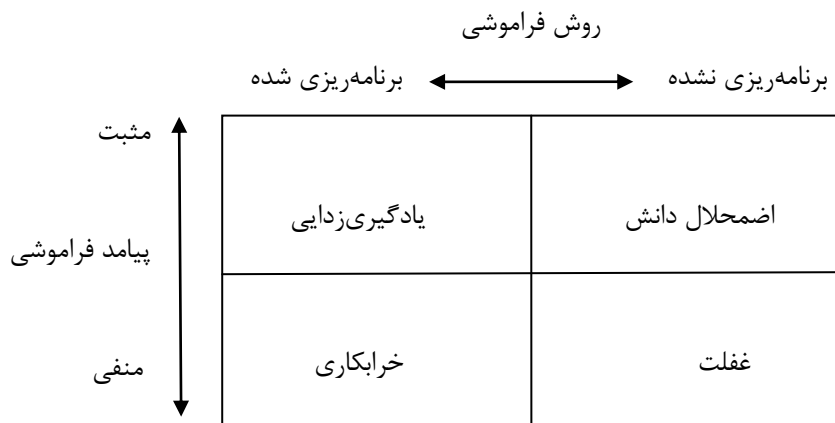 روش فراموشی
برنامه‌ریزی نشده
برنامه‌ریزی شده
مثبت
اضمحلال دانش
یادگیری‌زدایی
پیامد فراموشی
غفلت
خرابکاری
منفی